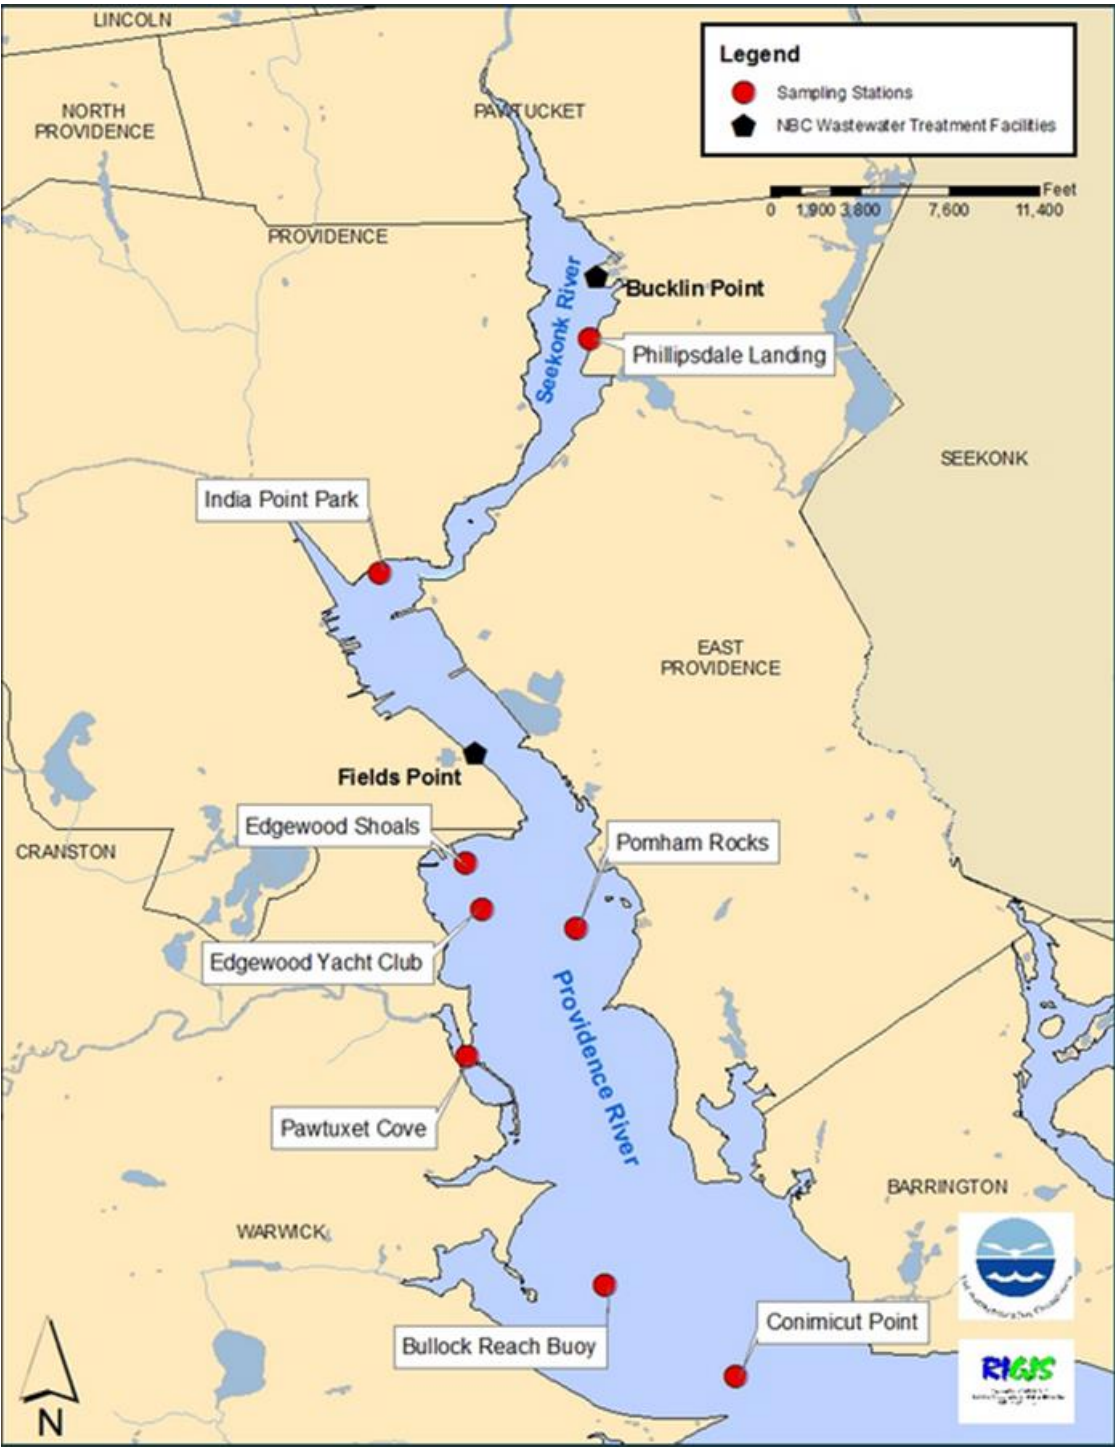 LINCOLN
NORTH
PROVIDENCE
PAWTUCKET
Legend
Sampling Stations
NBC Wastewater Treatment Facilities
Feet
0 1,900 3,800 7,600 11,400
PROVIDENCE
Seekonk River
Bucklin Point
Phillipsdale Landing
SEEKONK
India Point Park
EAST
PROVIDENCE
Fields Point
Edgewood Shoals
Pomham Rocks
CRANSTON
Edgewood Yacht Club
Providence River
Pawtuxet Cove
BARRINGTON
WARWICK
Conimicut Point
Bullock Reach Buoy
RIGIS
N